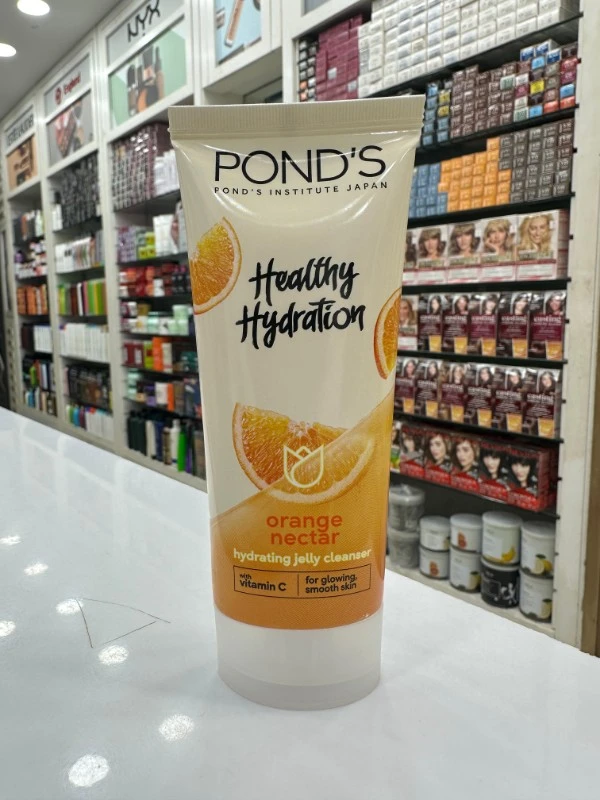 NYX
POND'S
POND'S INSTITUTE JAPAN
Healthy
Hydration
orange
nectar
hydrating jelly cleanser
with
vitamin C
for glowing,
smooth skin